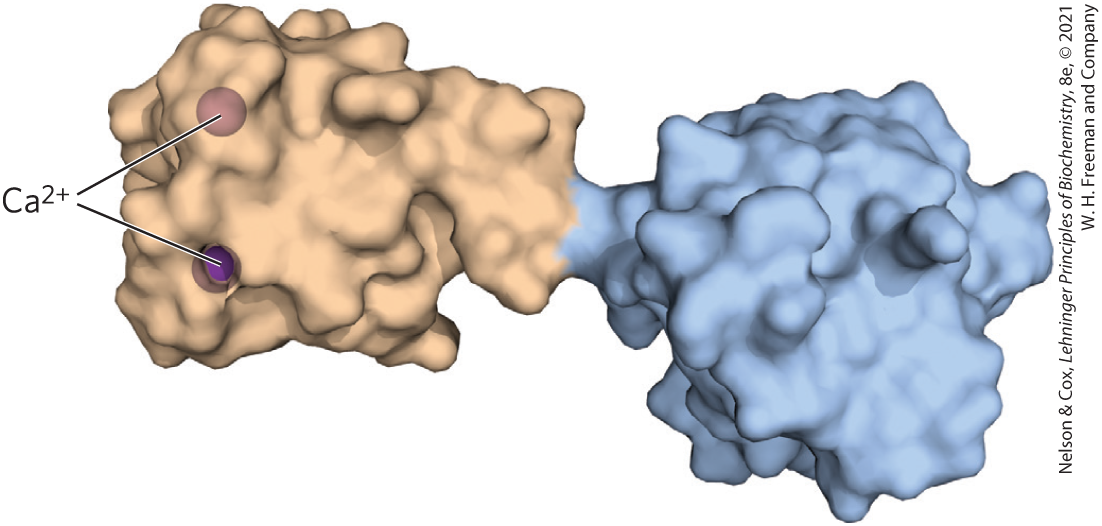 Ca²⁺
Nelson & Cox, Lehninger Principles of Biochemistry, 8e, © 2021
W. H. Freeman and Company